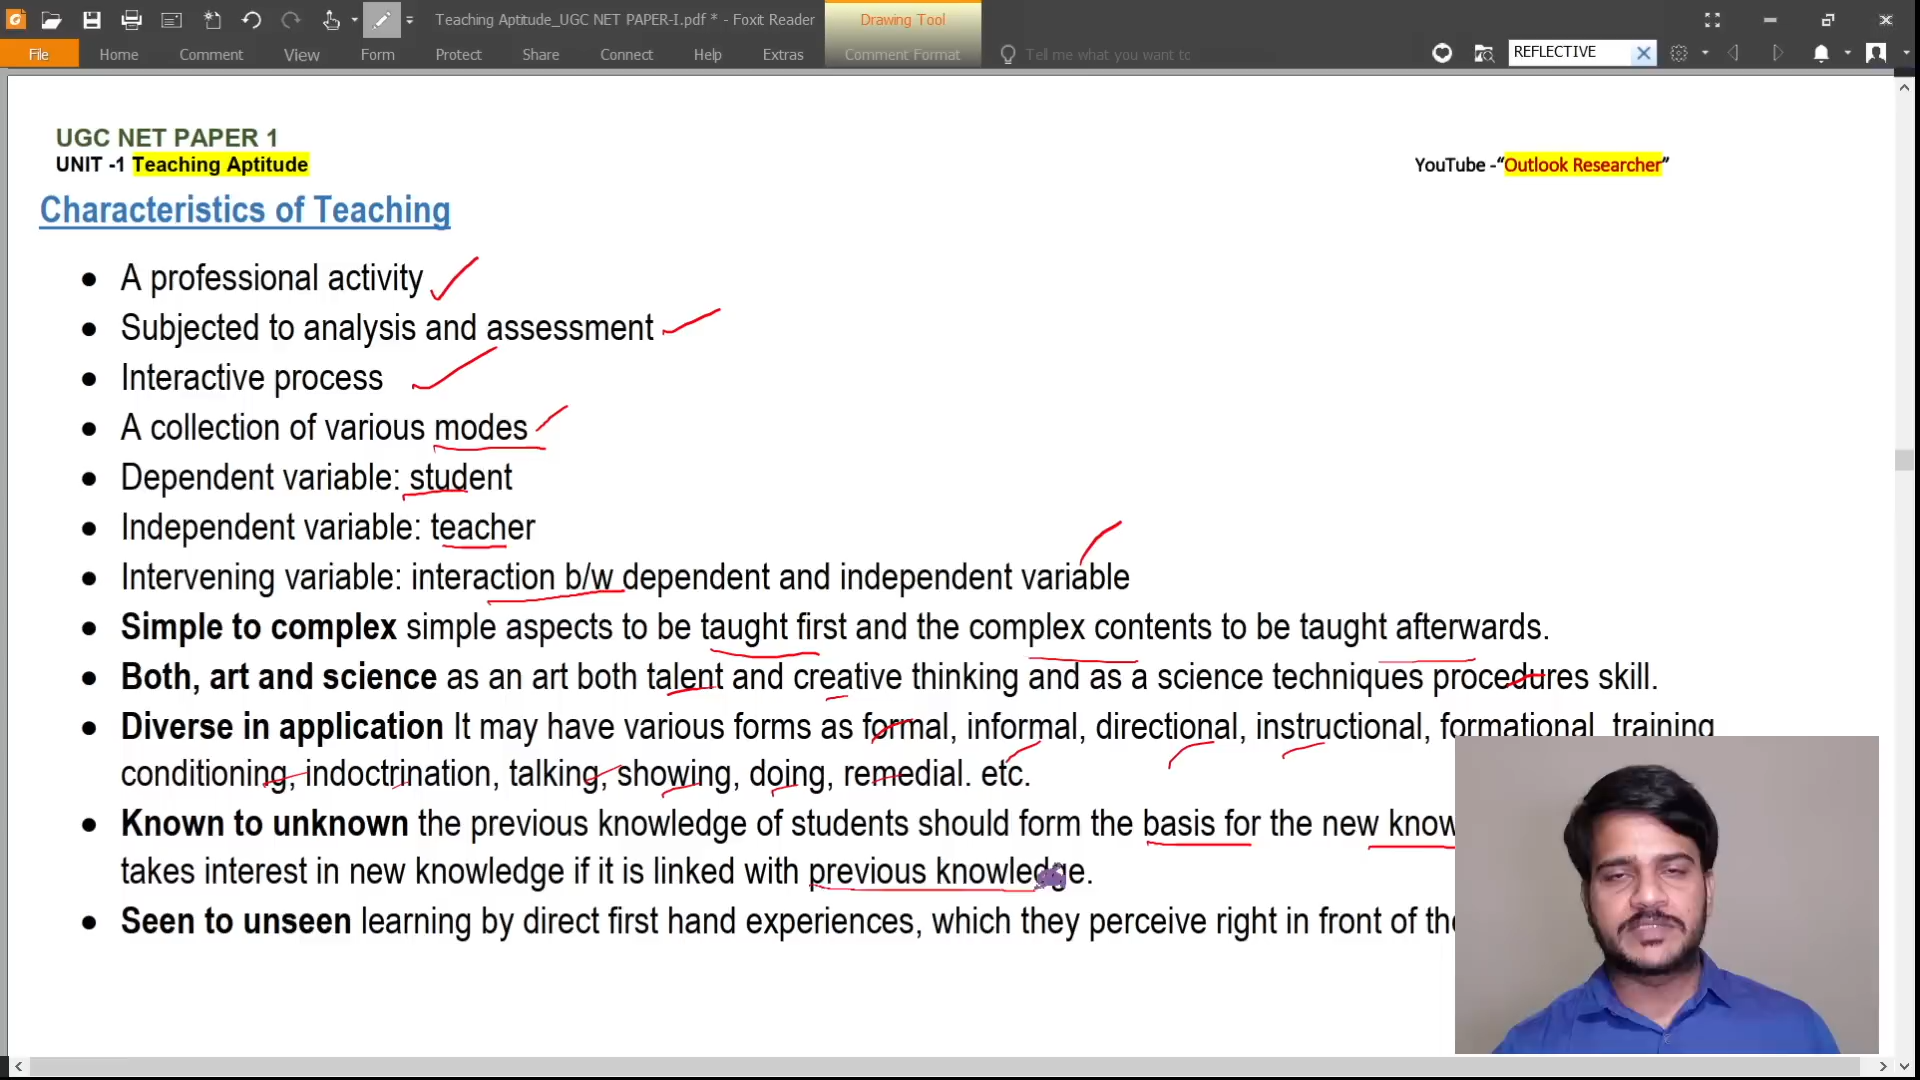 Teaching Aptitude_UGC NET PAPER-I.pdf * - Foxit Reader
Drawing Tool
File Home Comment View Form Protect Share Connect Help Extras Comment Format Tell me what you want to REFLECTIVE
UGC NET PAPER 1
UNIT -1 Teaching Aptitude
YouTube -“Outlook Researcher”
Characteristics of Teaching
• A professional activity
• Subjected to analysis and assessment
• Interactive process
• A collection of various modes
• Dependent variable: student
• Independent variable: teacher
• Intervening variable: interaction b/w dependent and independent variable
• Simple to complex simple aspects to be taught first and the complex contents to be taught afterwards.
• Both, art and science as an art both talent and creative thinking and as a science techniques procedures skill.
• Diverse in application It may have various forms as formal, informal, directional, instructional, formational, training
conditioning, indoctrination, talking, showing, doing, remedial. etc.
• Known to unknown the previous knowledge of students should form the basis for the new
takes interest in new knowledge if it is linked with previous knowledge.
• Seen to unseen learning by direct first hand experiences, which they perceive right in front of